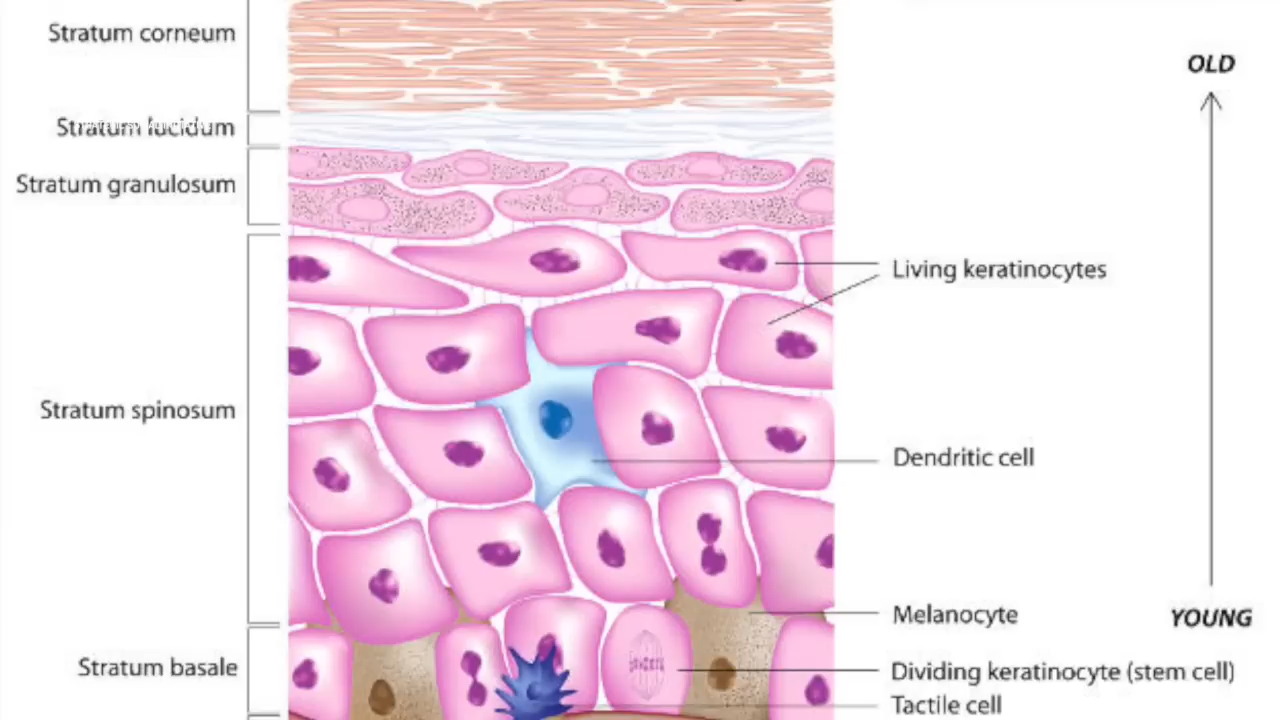 Stratum corneum
OLD
Stratum lucidum
Stratum granulosum
Living keratinocytes
Stratum spinosum
Dendritic cell
Melanocyte
YOUNG
Stratum basale
Dividing keratinocyte (stem cell)
Tactile cell